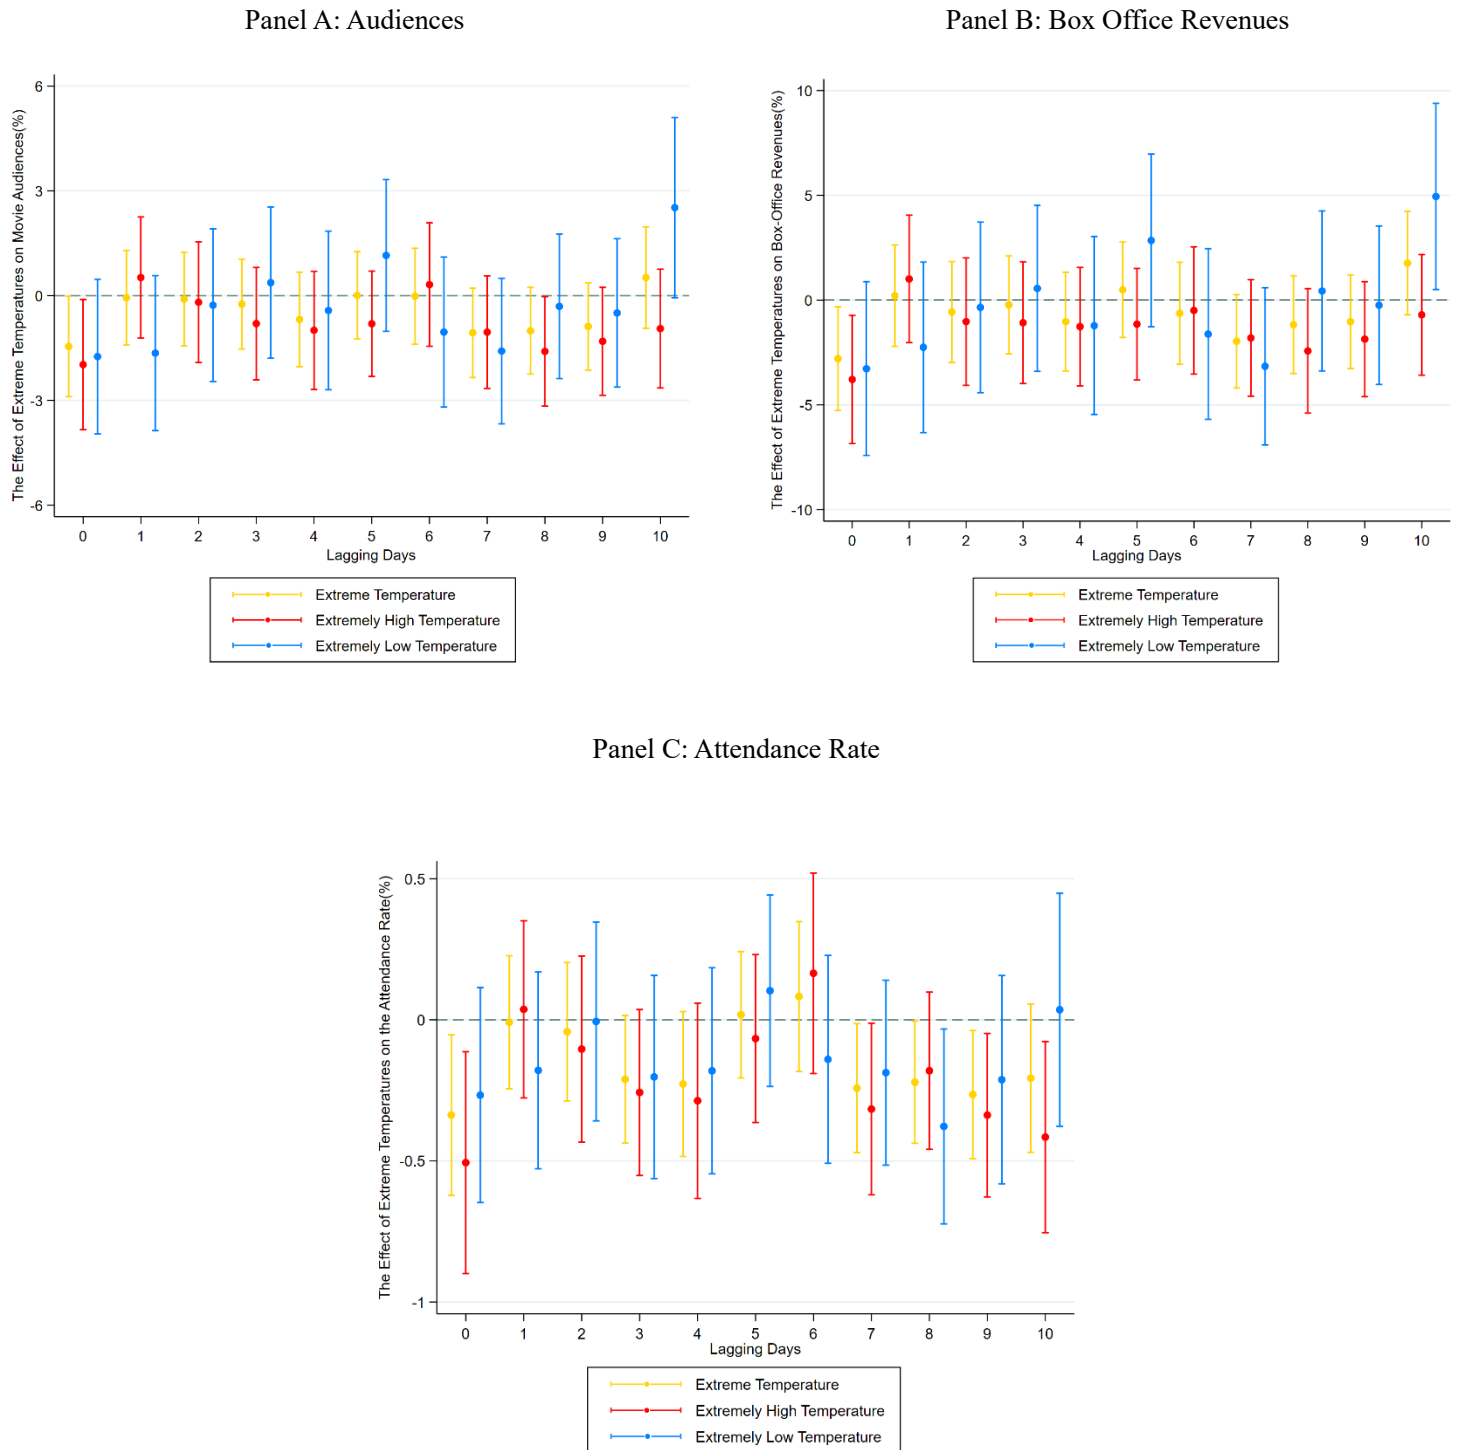 Panel A: Audiences
The Effect of Extreme Temperatures on Movie Audiences(%)
6
3
0
-3
-6
0 1 2 3 4 5 6 7 8 9 10
Lagging Days
Extreme Temperature
Extremely High Temperature
Extremely Low Temperature
Panel B: Box Office Revenues
The Effect of Extreme Temperatures on Box-Office Revenues(%)
10
5
0
-5
-10
0 1 2 3 4 5 6 7 8 9 10
Lagging Days
Extreme Temperature
Extremely High Temperature
Extremely Low Temperature
Panel C: Attendance Rate
The Effect of Extreme Temperatures on the Attendance Rate(%)
0.5
0
-0.5
-1
0 1 2 3 4 5 6 7 8 9 10
Lagging Days
Extreme Temperature
Extremely High Temperature
Extremely Low Temperature